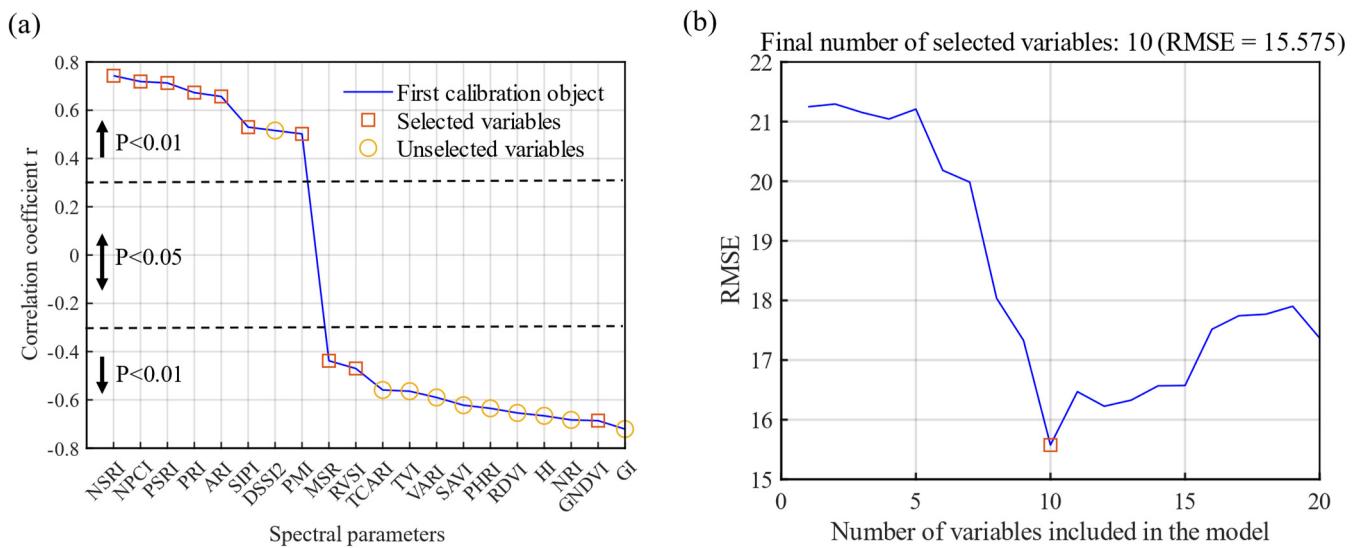 (a)
0.8
0.6
0.4
0.2
0
-0.2
-0.4
-0.6
-0.8
Correlation coefficient r
P<0.01
P<0.05
P<0.01
First calibration object
Selected variables
Unselected variables
NSRI
NPCI
PSRI
PRI
ARI
SIPI
DSSI2
PMI
MSR
RVSI
TCARI
TVI
VARI
SAVI
PHRI
RDVI
HI
NRI
GNDVI
GI
Spectral parameters
(b)
Final number of selected variables: 10 (RMSE = 15.575)
22
21
20
19
18
17
16
15
RMSE
0
5
10
15
20
Number of variables included in the model